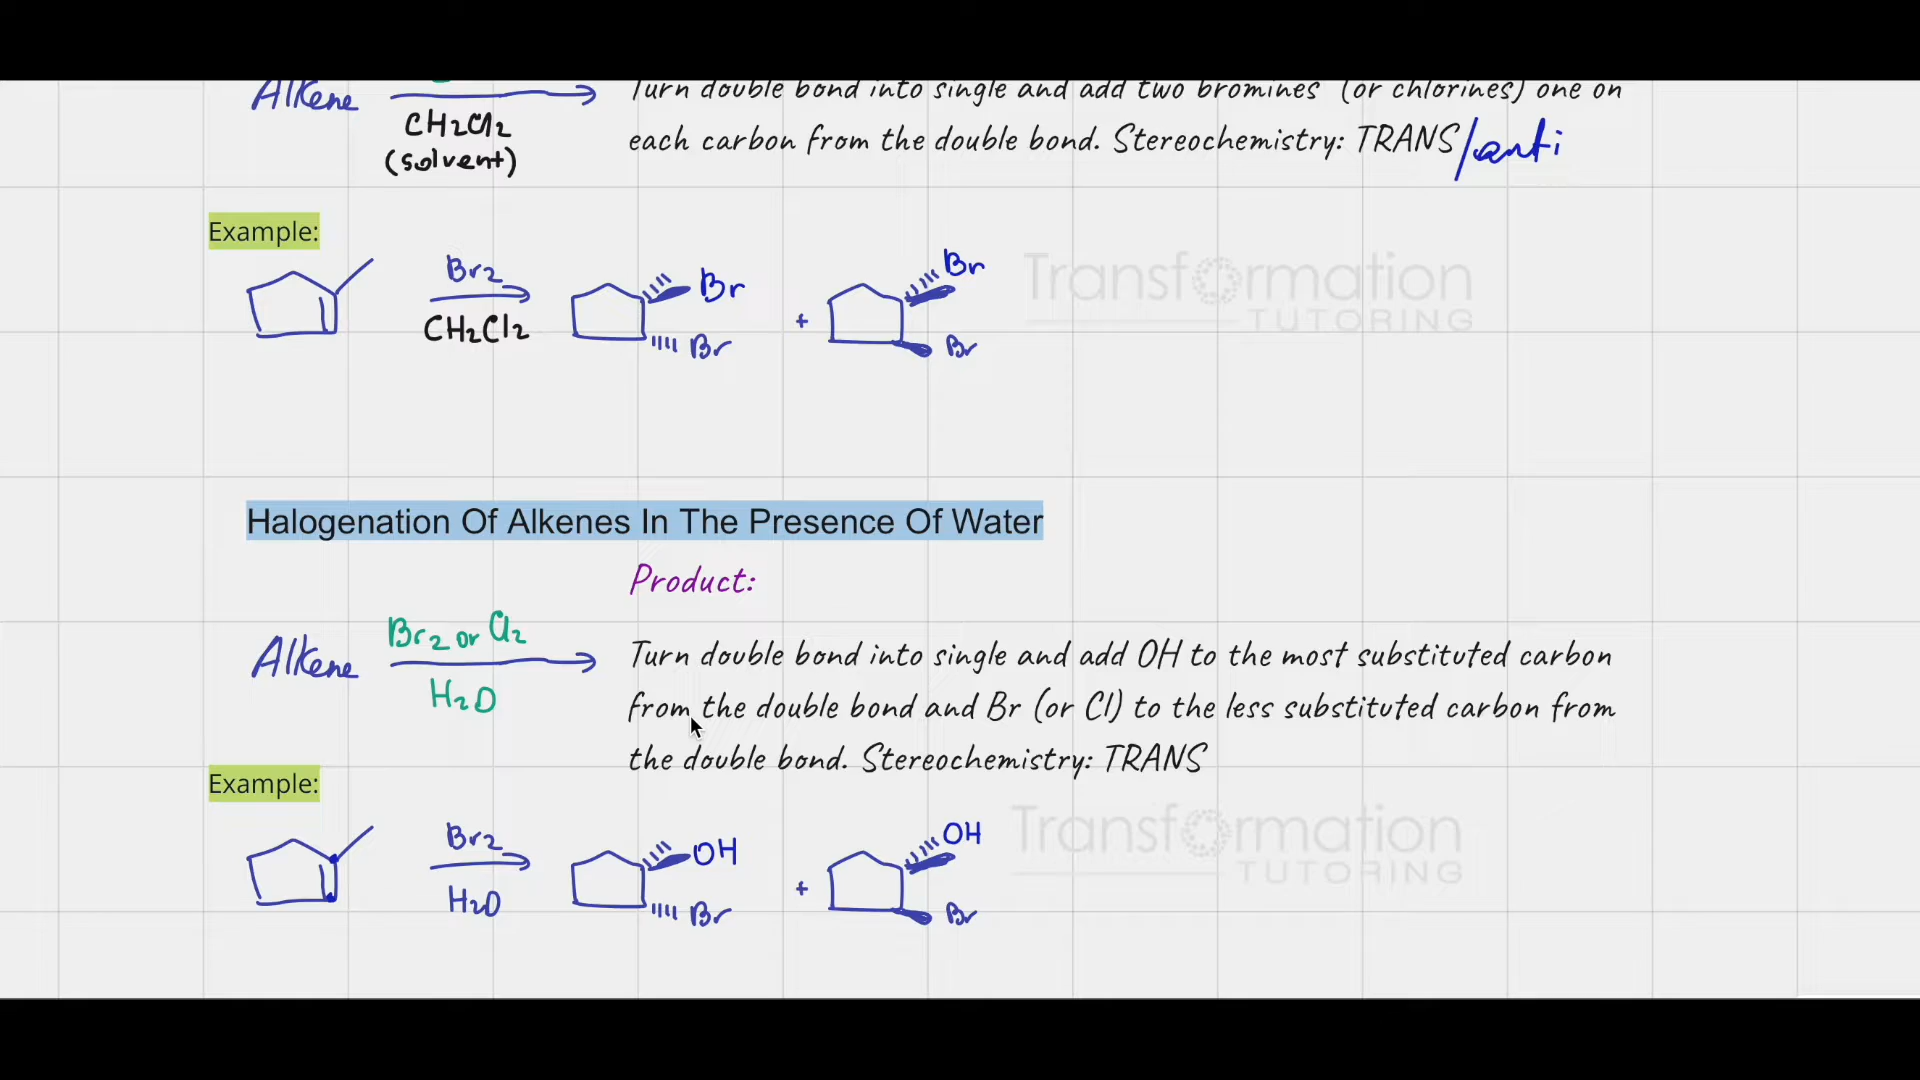 Alkene
CH2Cl2
(solvent)
Turn double bond into single and add two bromines (or chlorines) one on
each carbon from the double bond. Stereochemistry: TRANS/anti
Example:
Br2
CH2Cl2
Br
Br
+
Br
Br
Transformation
TUTORING
Halogenation Of Alkenes In The Presence Of Water
Product:
Alkene
Br2 or Cl2
H2O
Turn double bond into single and add OH to the most substituted carbon
from the double bond and Br (or Cl) to the less substituted carbon from
the double bond. Stereochemistry: TRANS
Example:
Br2
H2O
OH
Br
+
OH
Br
Transformation
TUTORING